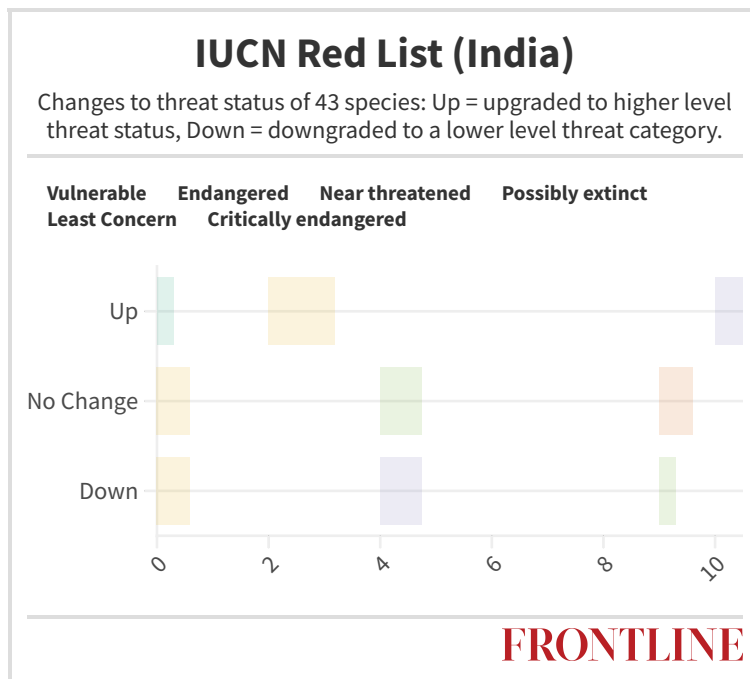 IUCN Red List (India)
Changes to threat status of 43 species: Up = upgraded to higher level
threat status, Down = downgraded to a lower level threat category.
Vulnerable Endangered Near threatened Possibly extinct
Least Concern Critically endangered
Up
No Change
Down
0 2 4 6 8 10
FRONTLINE